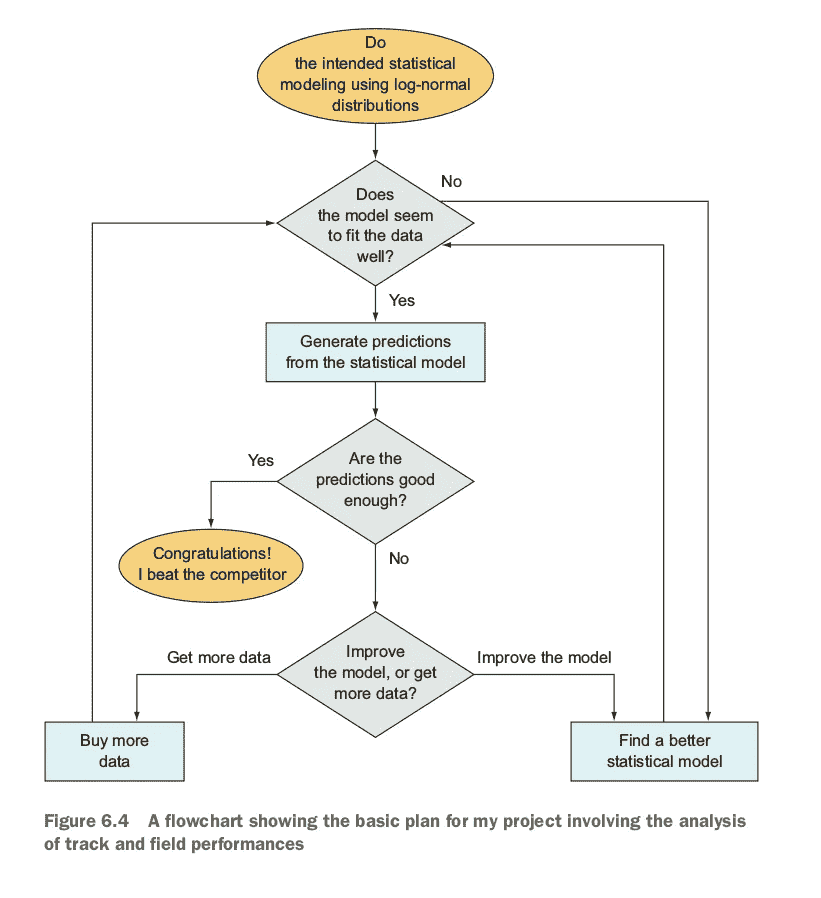 Do
the intended statistical
modeling using log-normal
distributions
No
Does
the model seem
to fit the data
well?
Yes
Generate predictions
from the statistical model
Yes
Are the
predictions good
enough?
Congratulations!
I beat the competitor
No
Get more data
Improve
the model, or get
more data?
Improve the model
Buy more
data
Find a better
statistical model
Figure 6.4 A flowchart showing the basic plan for my project involving the analysis
of track and field performances